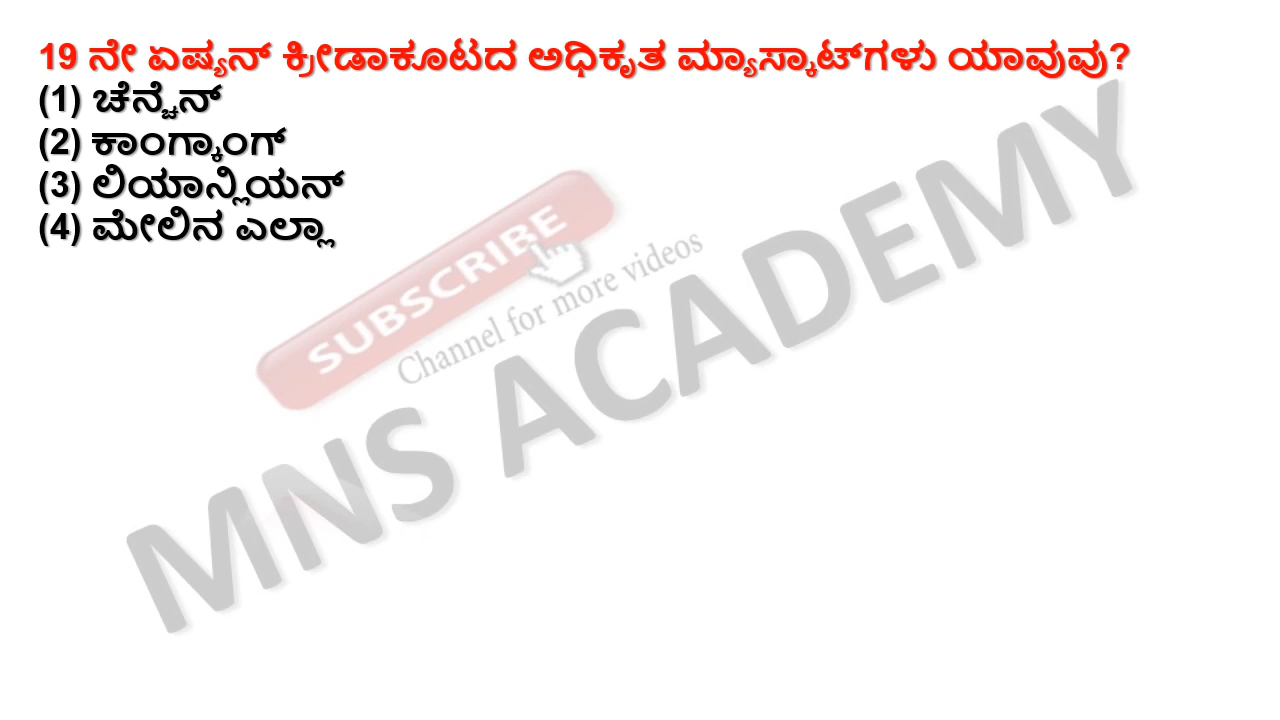 19 ನೇ ಏಷ್ಯನ್ ಕ್ರೀಡಾಕೂಟದ ಅಧಿಕೃತ ಮ್ಯಾಸ್ಕಾಟ್‌ಗಳು ಯಾವುವು?
(1) ಚೆನ್ಚೆನ್
(2) ಕಾಂಗ್ಕಾಂಗ್
(3) ಲಿಯಾನ್ಲಿಯನ್
(4) ಮೇಲಿನ ಎಲ್ಲಾ
SUBSCRIBE
Channel for more videos
MNS ACADEMY